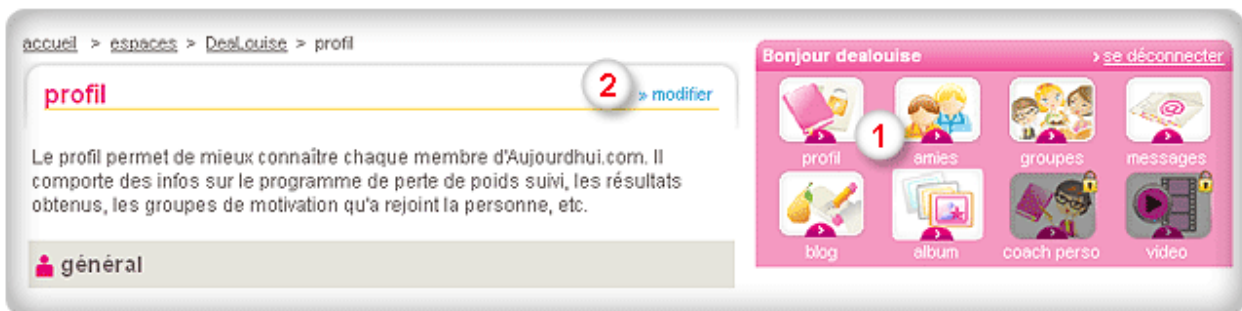 accueil > espaces > DeaLouise > profil
profil
2
» modifier
Le profil permet de mieux connaître chaque membre d'Aujourdhui.com. Il
comporte des infos sur le programme de perte de poids suivi, les résultats
obtenus, les groupes de motivation qu'a rejoint la personne, etc.
général
Bonjour dealouise > se déconnecter
1
profil amies groupes messages
blog album coach perso video